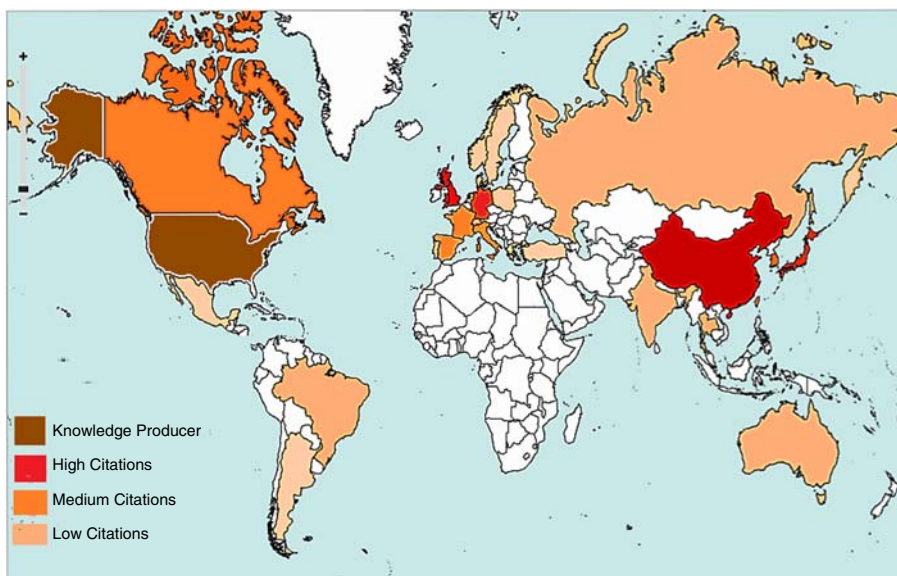 +
−
Knowledge Producer
High Citations
Medium Citations
Low Citations